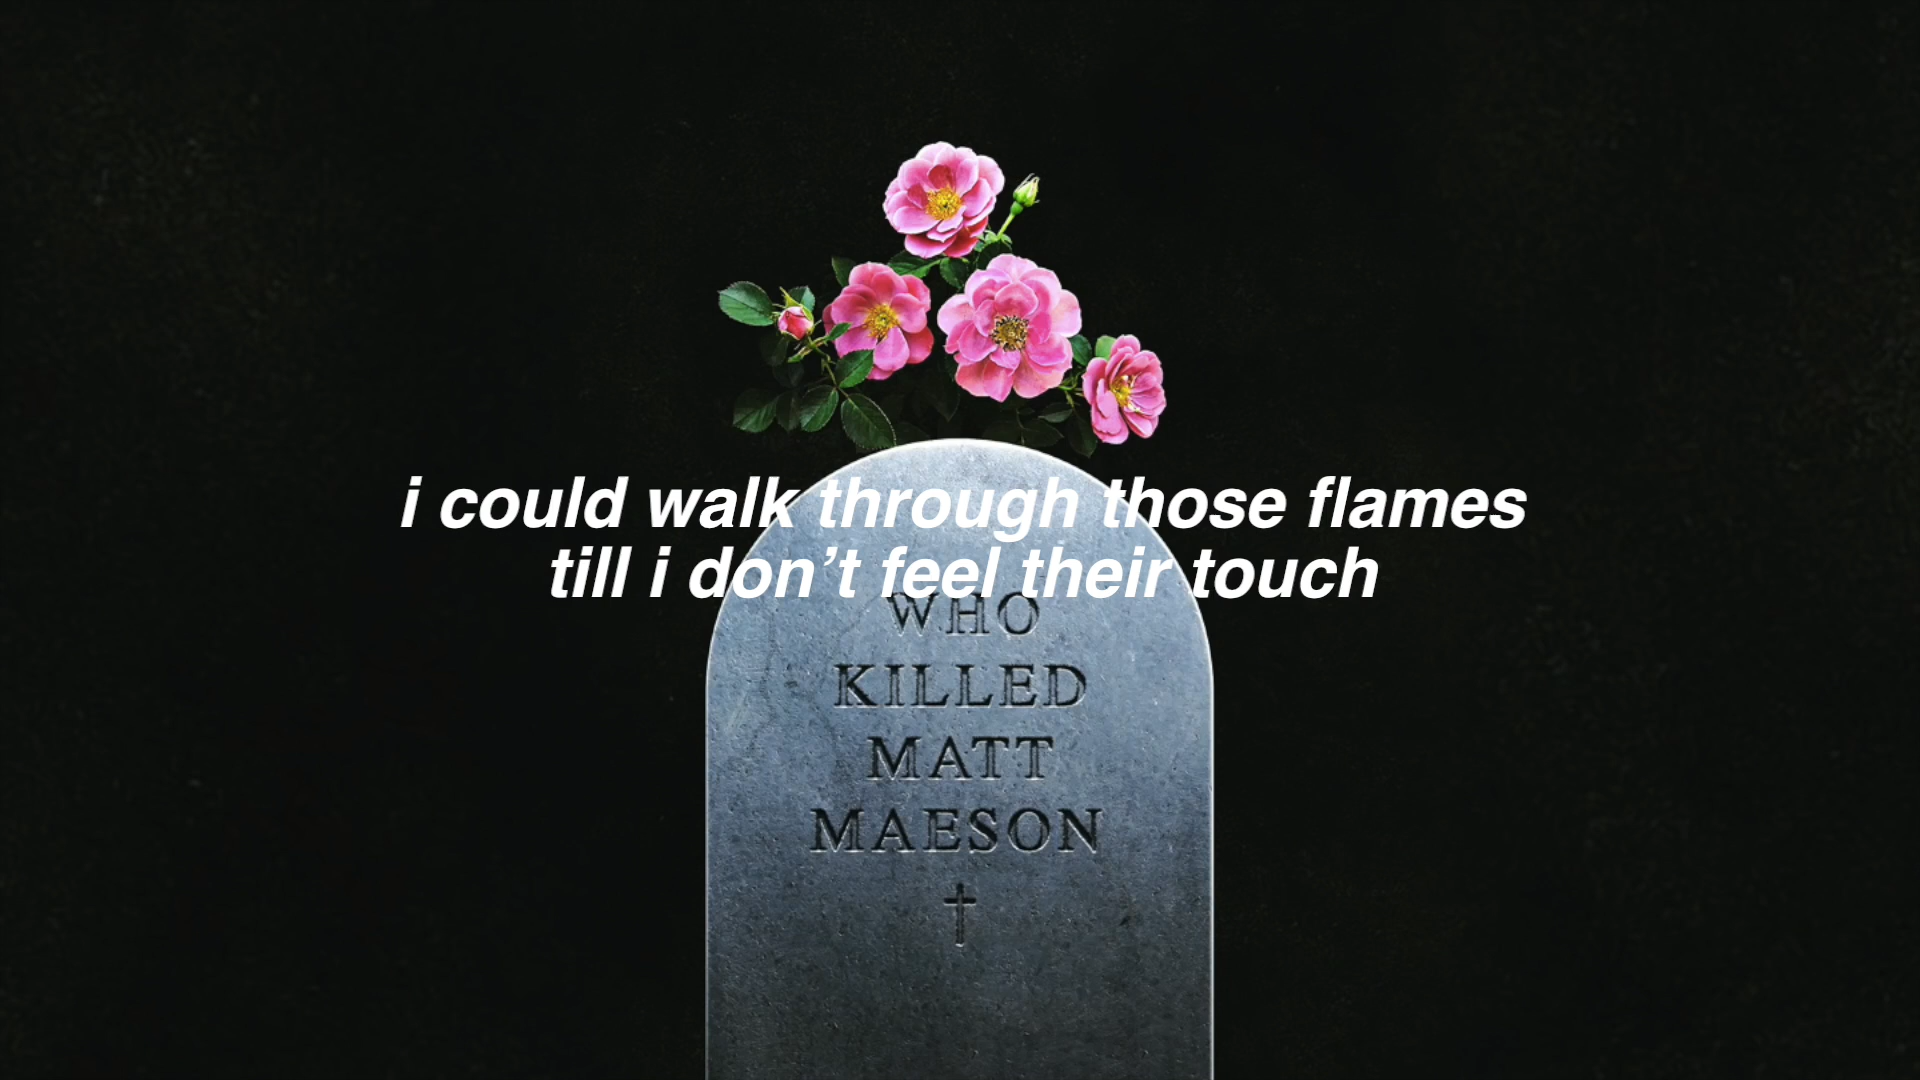 i could walk through those flames
till i don’t feel their touch
WHO
KILLED
MATT
MAESON